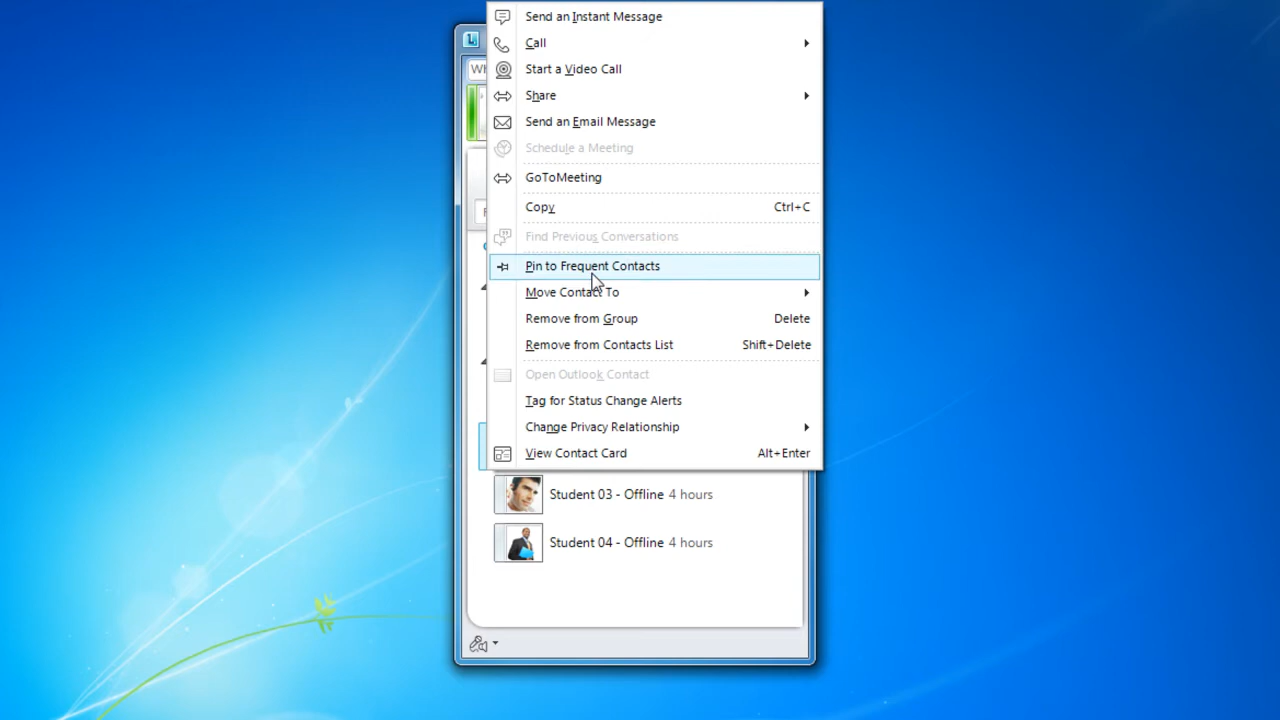 Send an Instant Message
Call
Start a Video Call
Share
Send an Email Message
Schedule a Meeting
GoToMeeting
Copy Ctrl+C
Find Previous Conversations
Pin to Frequent Contacts
Move Contact To
Remove from Group Delete
Remove from Contacts List Shift+Delete
Open Outlook Contact
Tag for Status Change Alerts
Change Privacy Relationship
View Contact Card Alt+Enter
Student 03 - Offline 4 hours
Student 04 - Offline 4 hours